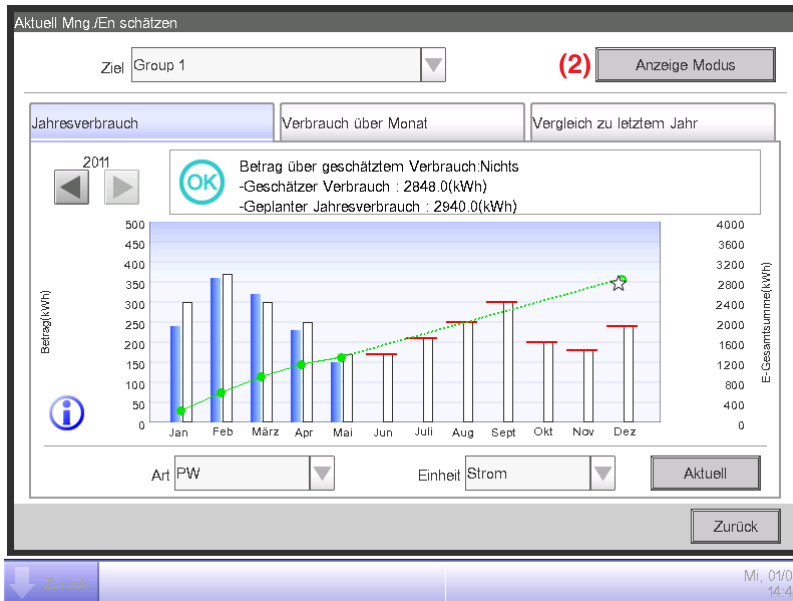 Aktuell Mng./En schätzen
Ziel Group 1 (2) Anzeige Modus
Jahresverbrauch Verbrauch über Monat Vergleich zu letztem Jahr
2011
OK
Betrag über geschätztem Verbrauch:Nichts
-Geschätzer Verbrauch : 2848.0(kWh)
-Geplanter Jahresverbrauch : 2940.0(kWh)
Betrag(kWh)
500 4000
450 3600
400 3200
350 2800
300 2400
250 2000
200 1600
150 1200
100 800
50 400
0 0
E-Gesamtsumme(kWh)
Jan Feb März Apr Mai Jun Juli Aug Sept Okt Nov Dez
Art PW Einheit Strom Aktuell
Zurück
Zurück
Mi, 01/0
14:4